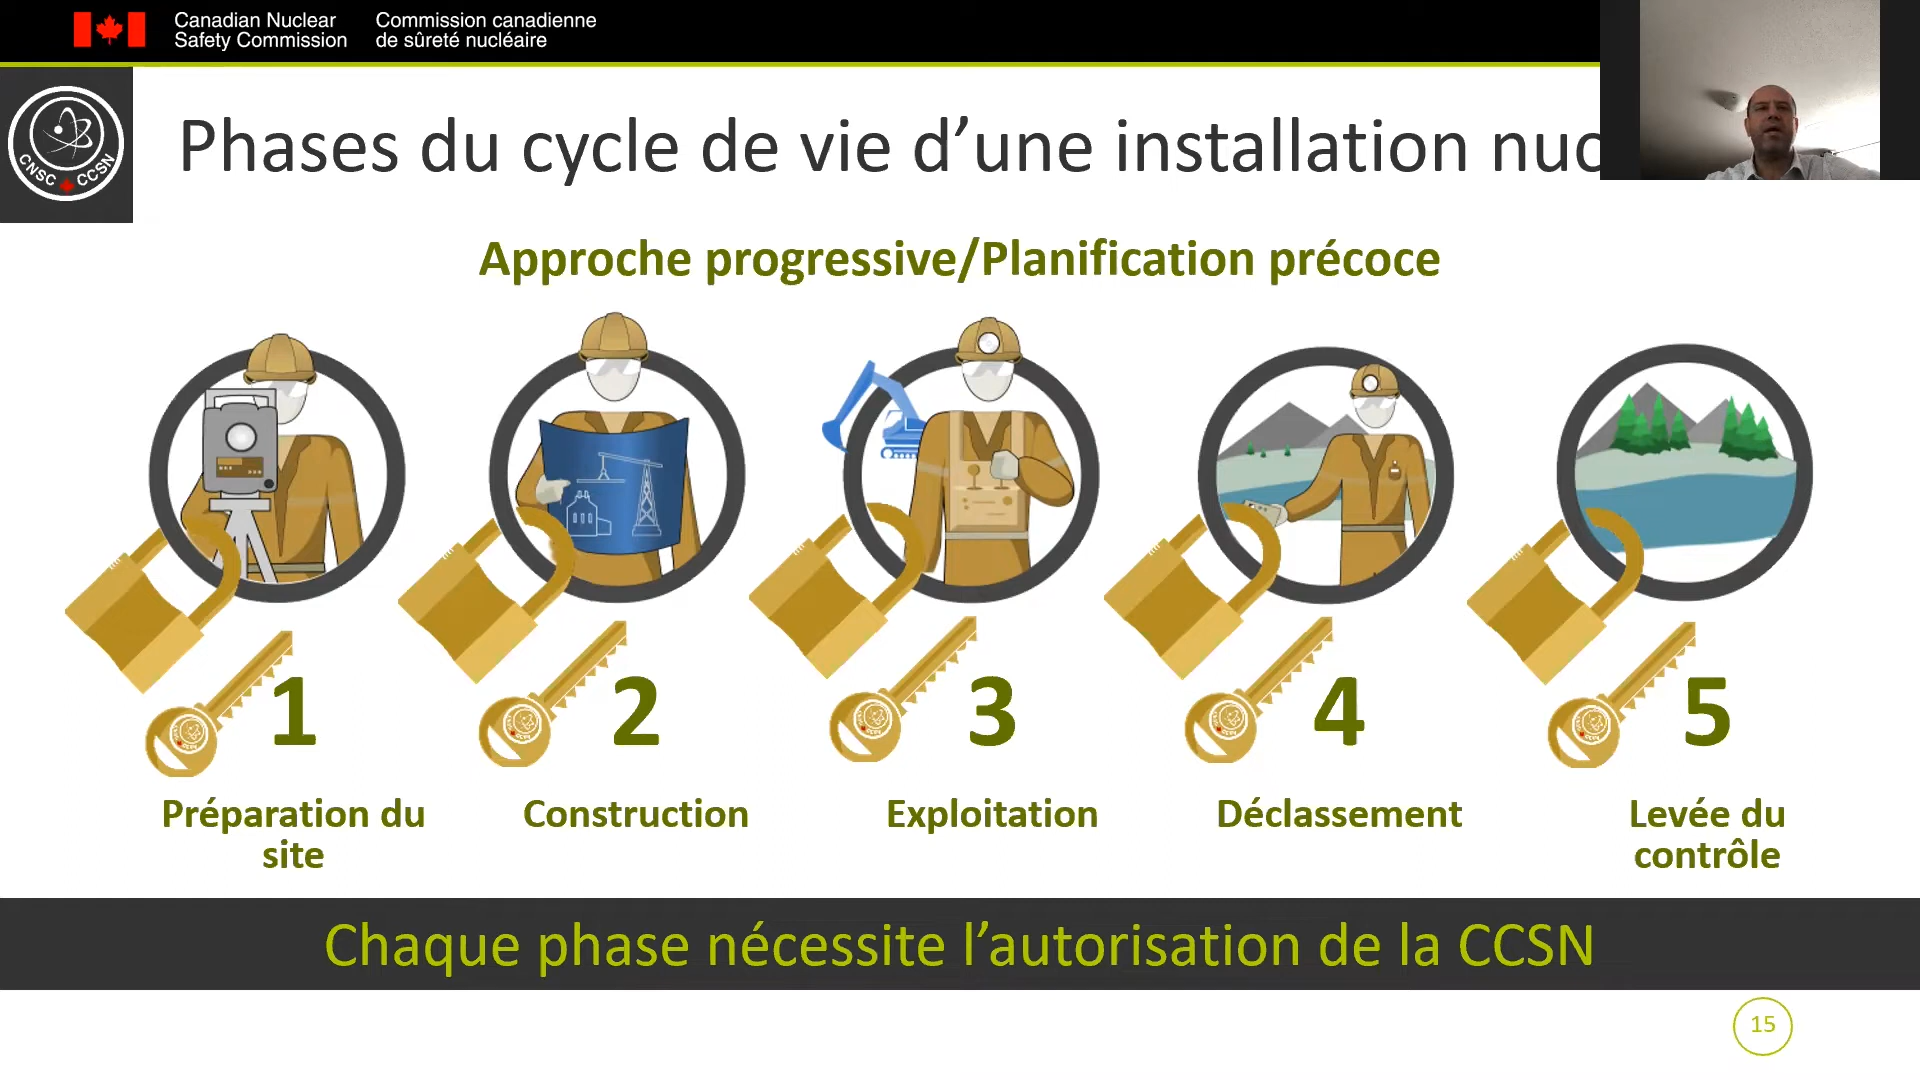 Canadian Nuclear
Safety Commission
Commission canadienne
de sûreté nucléaire
CNSC CCSN
Phases du cycle de vie d’une installation nuc
Approche progressive/Planification précoce
1
2
3
4
5
Préparation du
site
Construction
Exploitation
Déclassement
Levée du
contrôle
Chaque phase nécessite l’autorisation de la CCSN
15